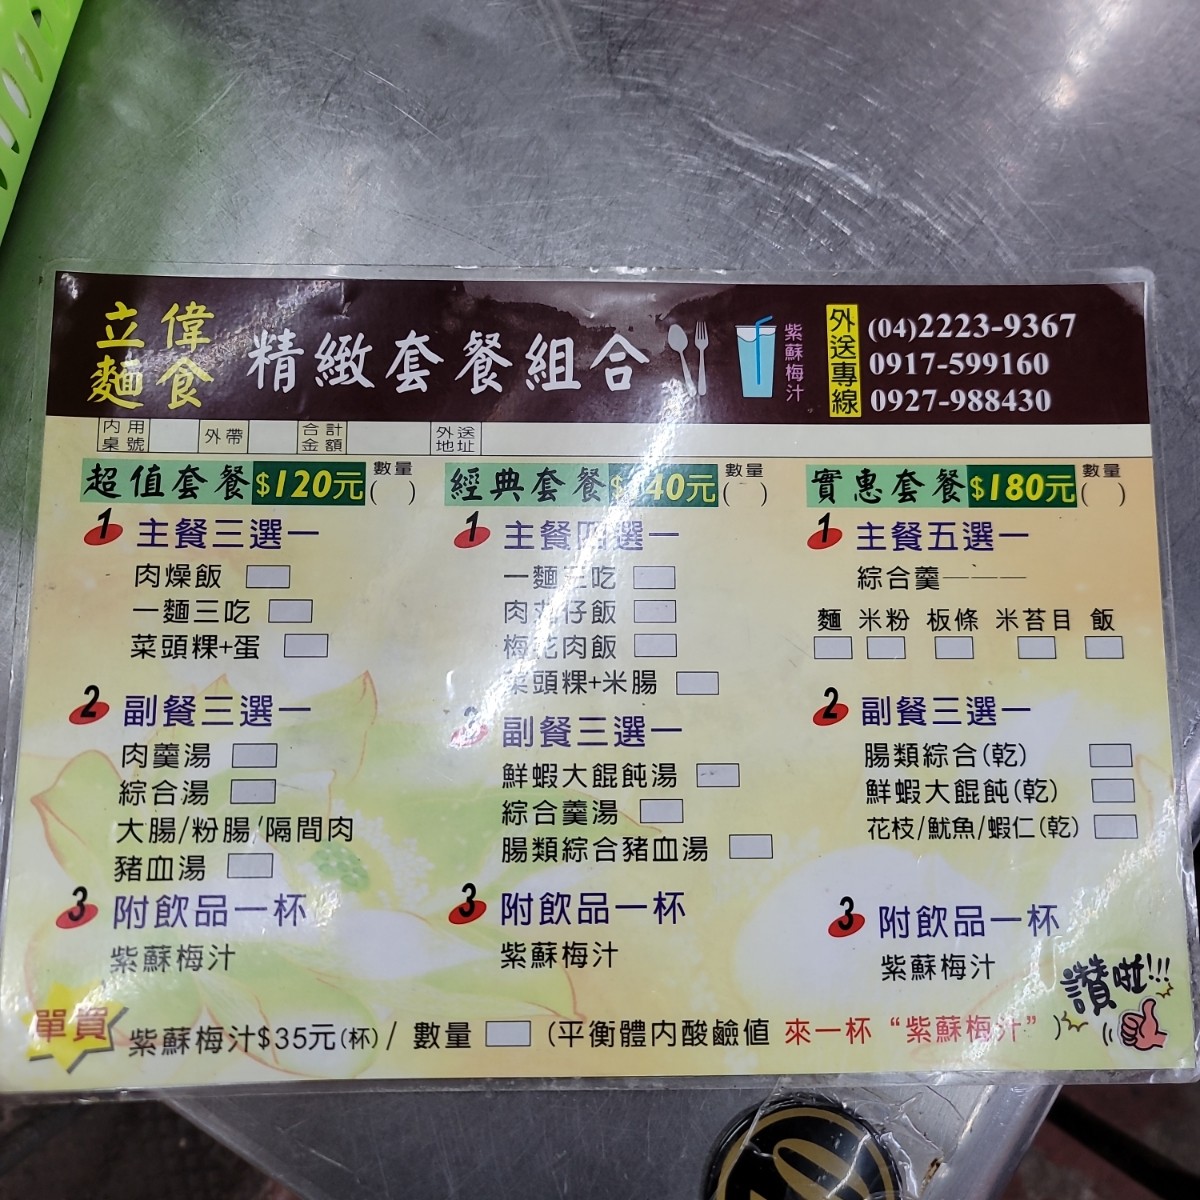 立偉
麵食
精緻套餐組合
紫蘇梅汁
外送專線
(04)2223-9367
0917-599160
0927-988430
內用桌號
外帶
合計金額
外送地址
超值套餐$120元 數量( )
1 主餐三選一
肉燥飯
一麵三吃
菜頭粿+蛋
2 副餐三選一
肉羹湯
綜合湯
大腸/粉腸/隔間肉
豬血湯
3 附飲品一杯
紫蘇梅汁
經典套餐 40元 數量( )
1 主餐四選一
一麵三吃
肉丸仔飯
梅花肉飯
菜頭粿+米腸
副餐三選一
鮮蝦大餛飩湯
綜合羹湯
腸類綜合豬血湯
3 附飲品一杯
紫蘇梅汁
實惠套餐$180元 數量( )
1 主餐五選一
綜合羹————
麵 米粉 板條 米苔目 飯
2 副餐三選一
腸類綜合(乾)
鮮蝦大餛飩(乾)
花枝/魷魚/蝦仁(乾)
3 附飲品一杯
紫蘇梅汁
讚啦!!!
單買 紫蘇梅汁$35元(杯) / 數量 (平衡體內酸鹼值 來一杯“紫蘇梅汁”)